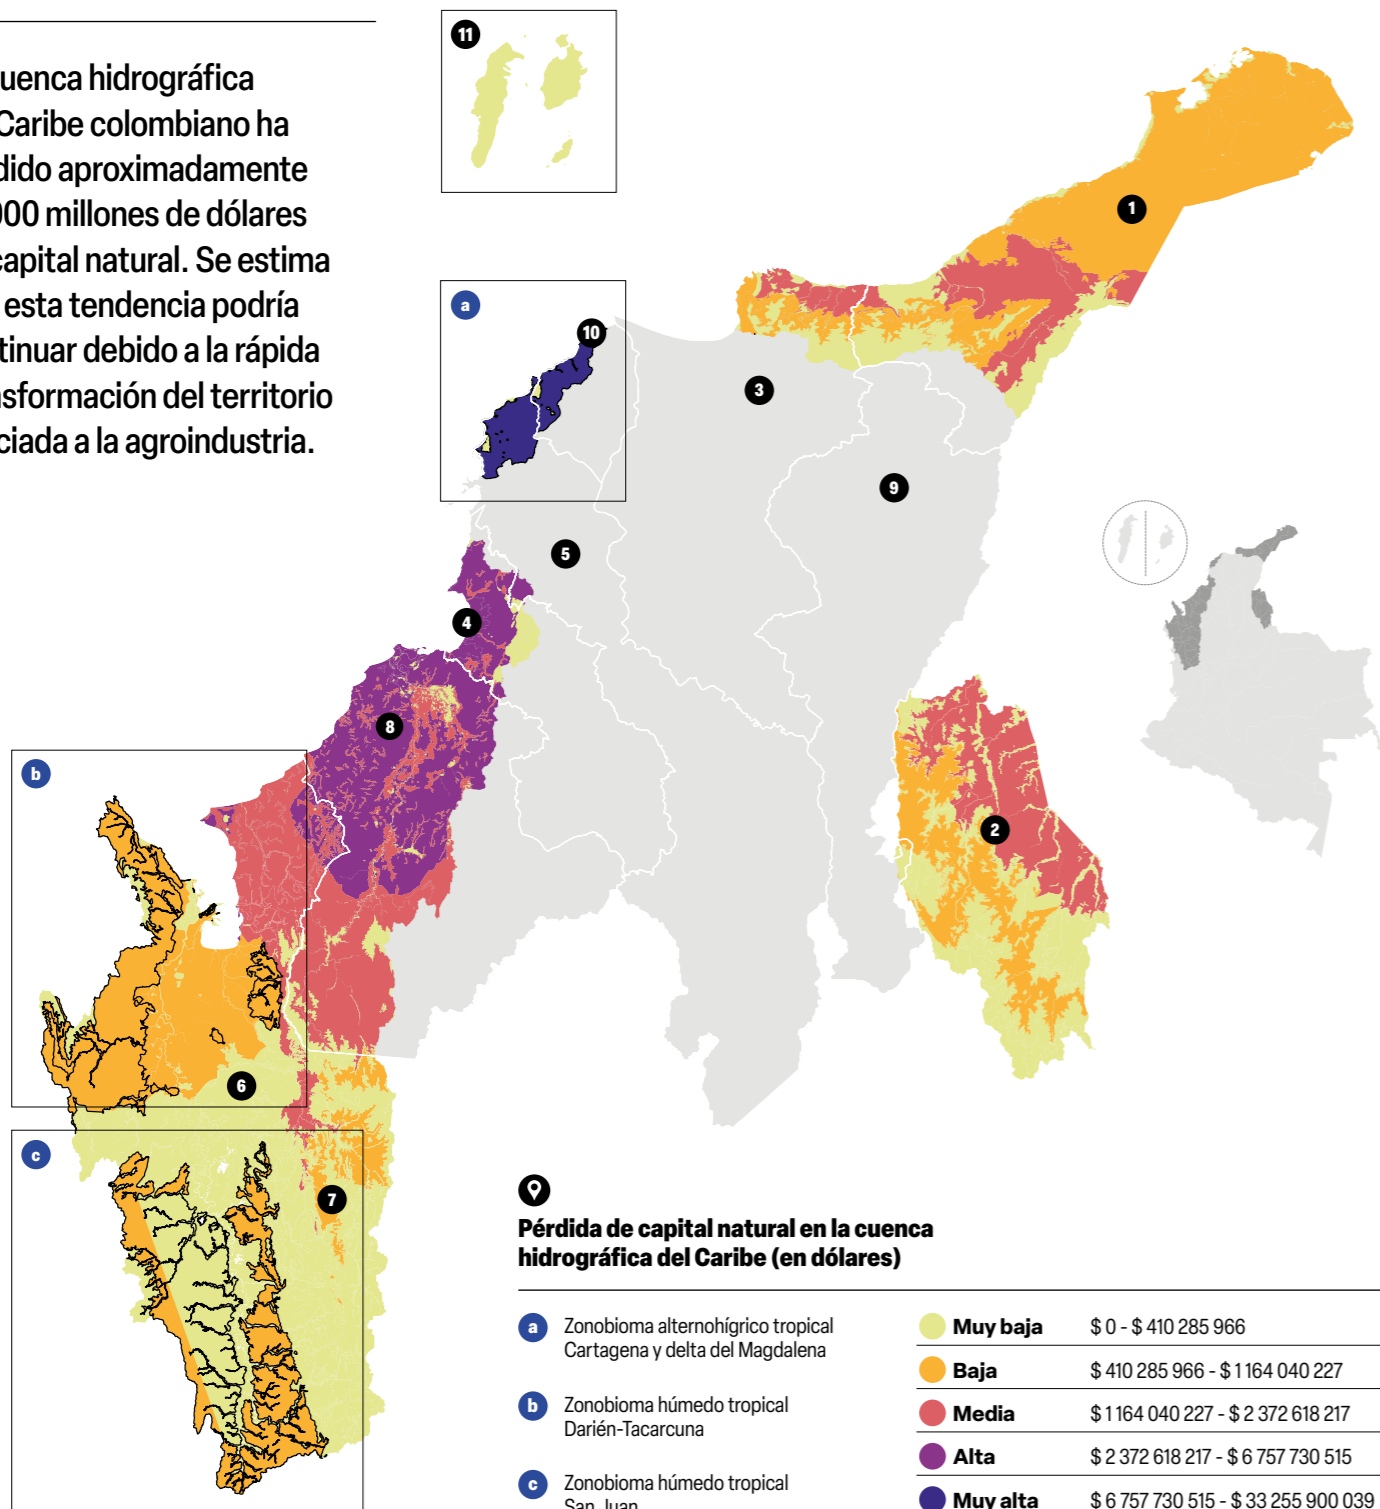 uenca hidrográfica
Caribe colombiano ha
dido aproximadamente
000 millones de dólares
capital natural. Se estima
esta tendencia podría
tinuar debido a la rápida
nsformación del territorio
ciada a la agroindustria.
11
1
a
10
3
9
5
4
8
b
2
6
c
7
Pérdida de capital natural en la cuenca
hidrográfica del Caribe (en dólares)
a Zonobioma alternohígrico tropical
Cartagena y delta del Magdalena
b Zonobioma húmedo tropical
Darién-Tacarcuna
c Zonobioma húmedo tropical
San Juan
Muy baja $ 0 - $ 410 285 966
Baja $ 410 285 966 - $ 1 164 040 227
Media $ 1 164 040 227 - $ 2 372 618 217
Alta $ 2 372 618 217 - $ 6 757 730 515
Muy alta $ 6 757 730 515 - $ 33 255 900 039